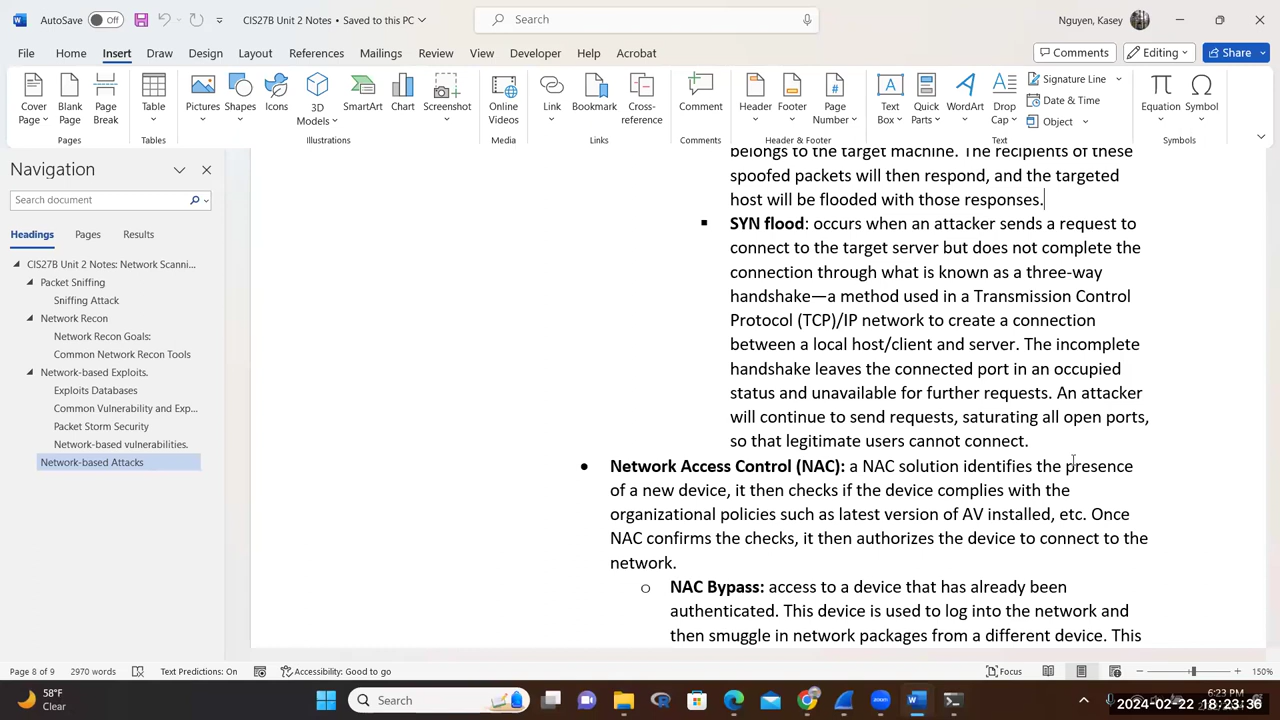 AutoSave Off CIS27B Unit 2 Notes • Saved to this PC Search Nguyen, Kasey
File Home Insert Draw Design Layout References Mailings Review View Developer Help Acrobat Comments Editing Share
Cover Page Blank Page Page Break Table Pictures Shapes Icons 3D Models SmartArt Chart Screenshot Online Videos Link Bookmark Cross-reference Comment Header Footer Page Number Text Box Quick Parts WordArt Drop Cap Signature Line Date & Time Object Equation Symbol
Pages Tables Illustrations Media Links Comments Header & Footer Text Symbols
Navigation
Search document
Headings Pages Results
CIS27B Unit 2 Notes: Network Scanni...
Packet Sniffing
Sniffing Attack
Network Recon
Network Recon Goals:
Common Network Recon Tools
Network-based Exploits.
Exploits Databases
Common Vulnerability and Exp...
Packet Storm Security
Network-based vulnerabilities.
Network-based Attacks
belongs to the target machine. The recipients of these
spoofed packets will then respond, and the targeted
host will be flooded with those responses.
▪ SYN flood: occurs when an attacker sends a request to
connect to the target server but does not complete the
connection through what is known as a three-way
handshake—a method used in a Transmission Control
Protocol (TCP)/IP network to create a connection
between a local host/client and server. The incomplete
handshake leaves the connected port in an occupied
status and unavailable for further requests. An attacker
will continue to send requests, saturating all open ports,
so that legitimate users cannot connect.
• Network Access Control (NAC): a NAC solution identifies the presence
of a new device, it then checks if the device complies with the
organizational policies such as latest version of AV installed, etc. Once
NAC confirms the checks, it then authorizes the device to connect to the
network.
o NAC Bypass: access to a device that has already been
authenticated. This device is used to log into the network and
then smuggle in network packages from a different device. This
Page 8 of 9 2970 words Text Predictions: On Accessibility: Good to go Focus 150%
58°F
Clear
Search
6:23 PM
2024-02-22 18:23:36